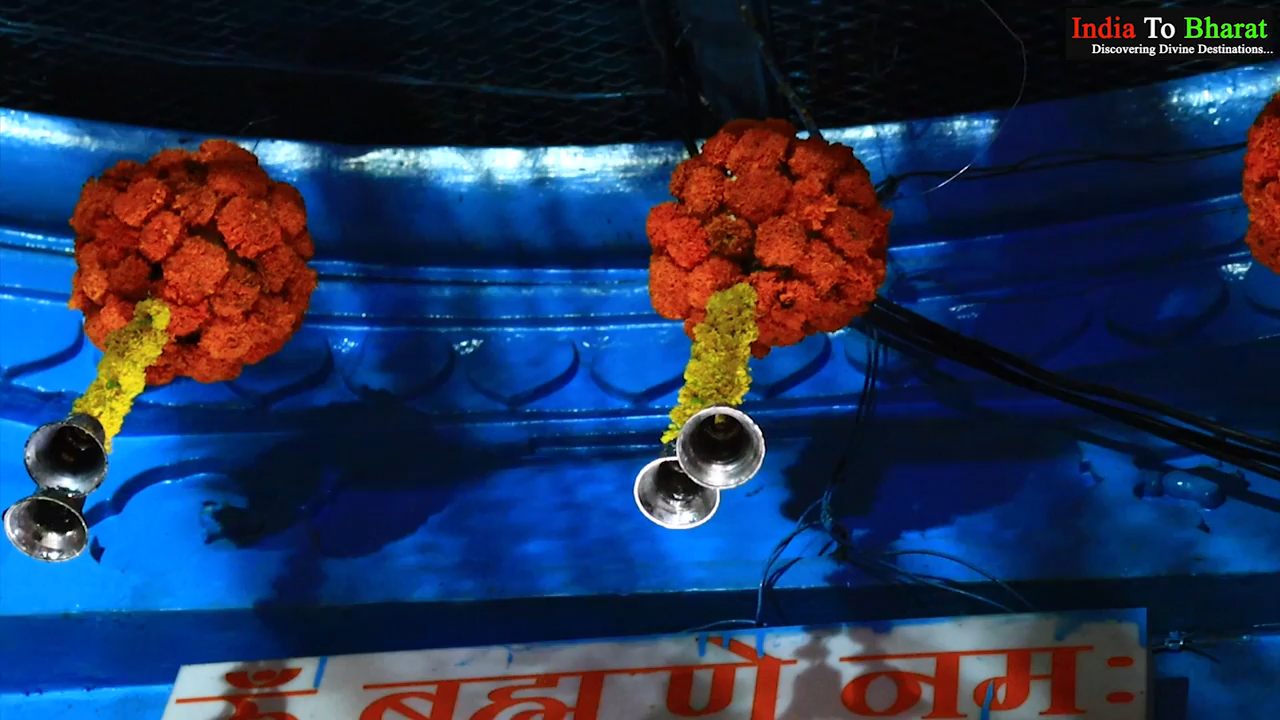 India To Bharat
Discovering Divine Destinations...
ॐ ब्रह्मणे नमः